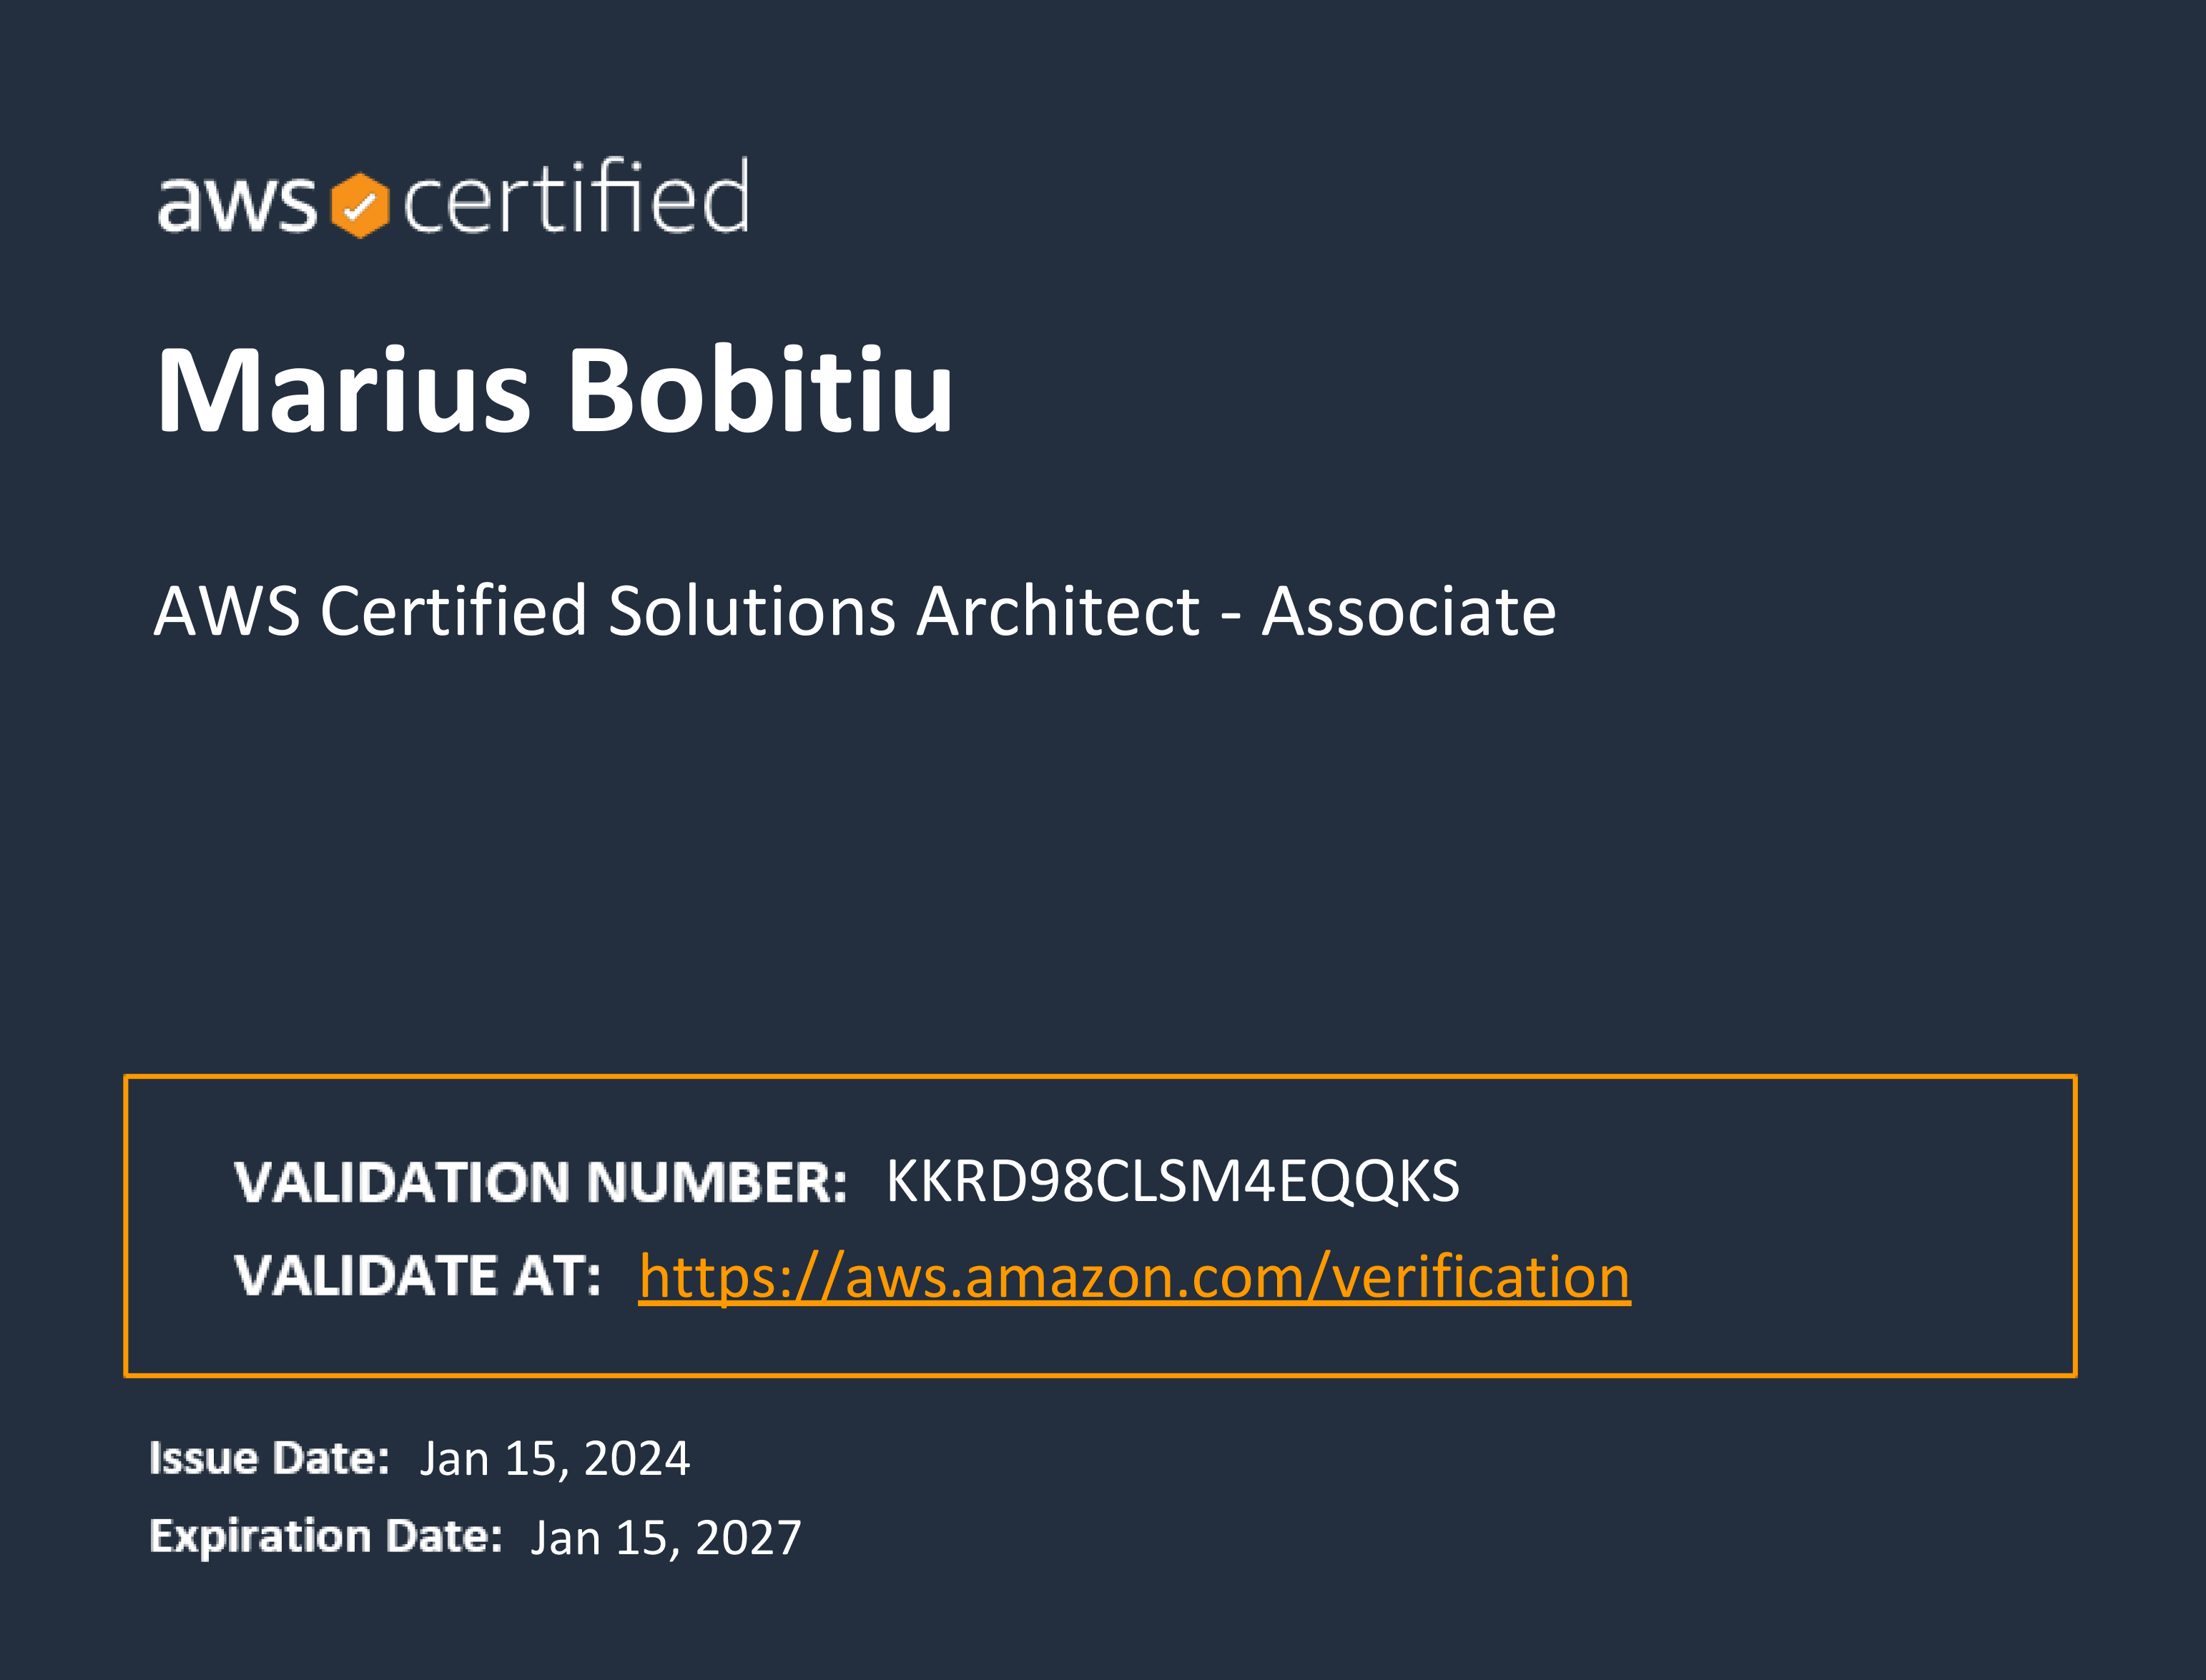 aws certified
Marius Bobitiu
AWS Certified Solutions Architect - Associate
VALIDATION NUMBER: KKRD98CLSM4EQQKS
VALIDATE AT: https://aws.amazon.com/verification
Issue Date: Jan 15, 2024
Expiration Date: Jan 15, 2027